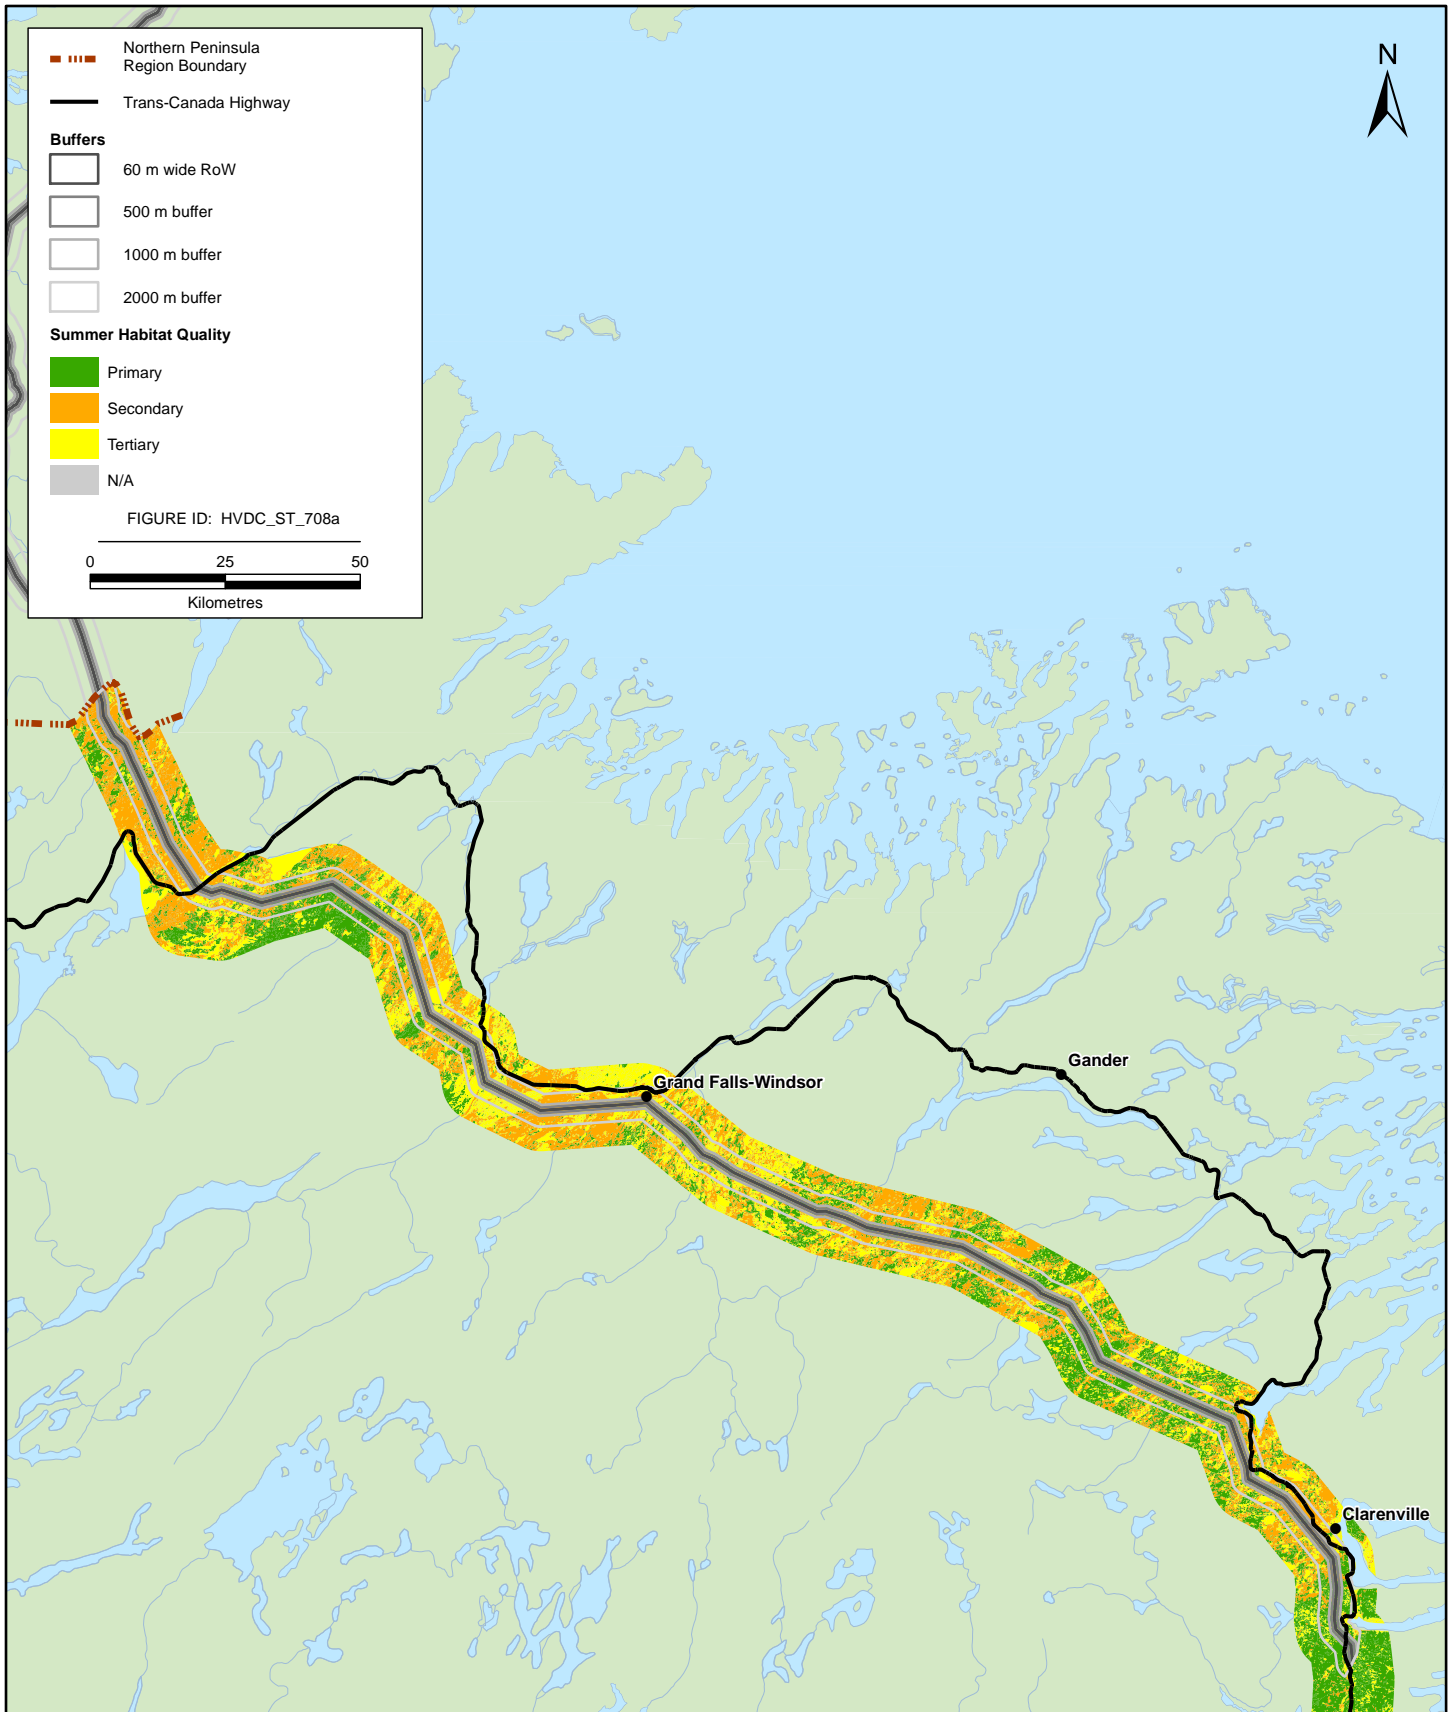 Northern Peninsula
Region Boundary
Trans-Canada Highway
Buffers
60 m wide RoW
500 m buffer
1000 m buffer
2000 m buffer
Summer Habitat Quality
Primary
Secondary
Tertiary
N/A
FIGURE ID: HVDC_ST_708a
0 25 50
Kilometres
N
Gander
Grand Falls-Windsor
Clarenville